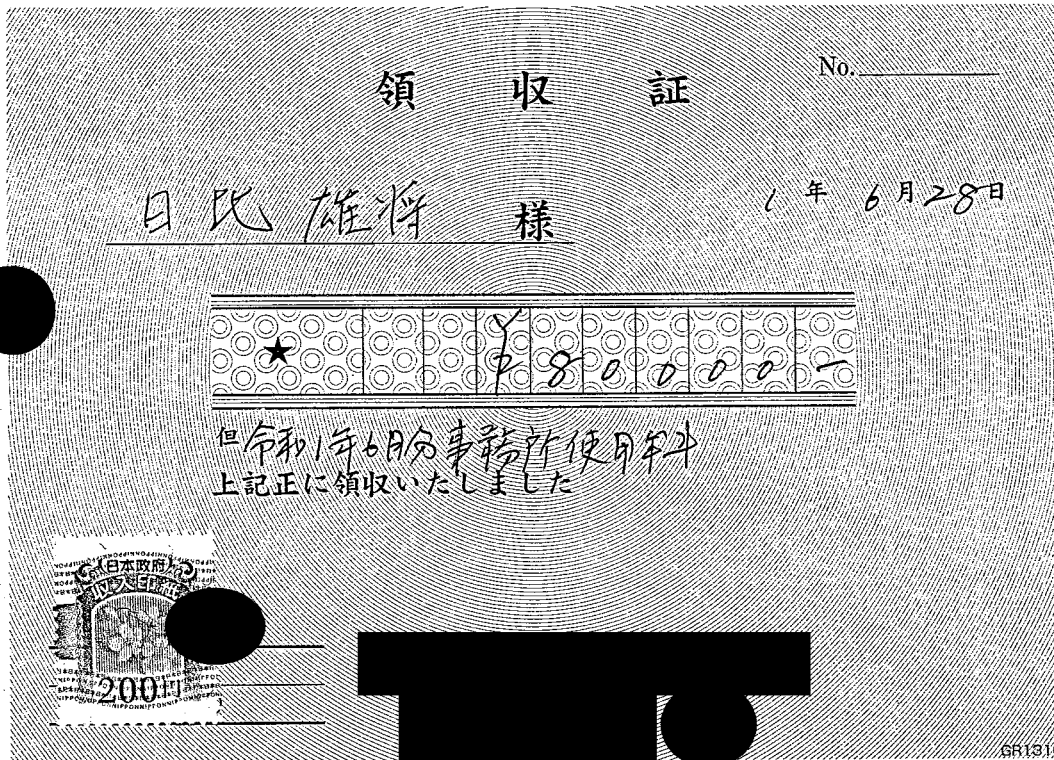 領収証
No.
日比 雄将 様
1年6月28日
★ ¥80000-
但 令和1年6月分事務所使用料
上記正に領収いたしました
日本政府
収入印紙
200円
GR131